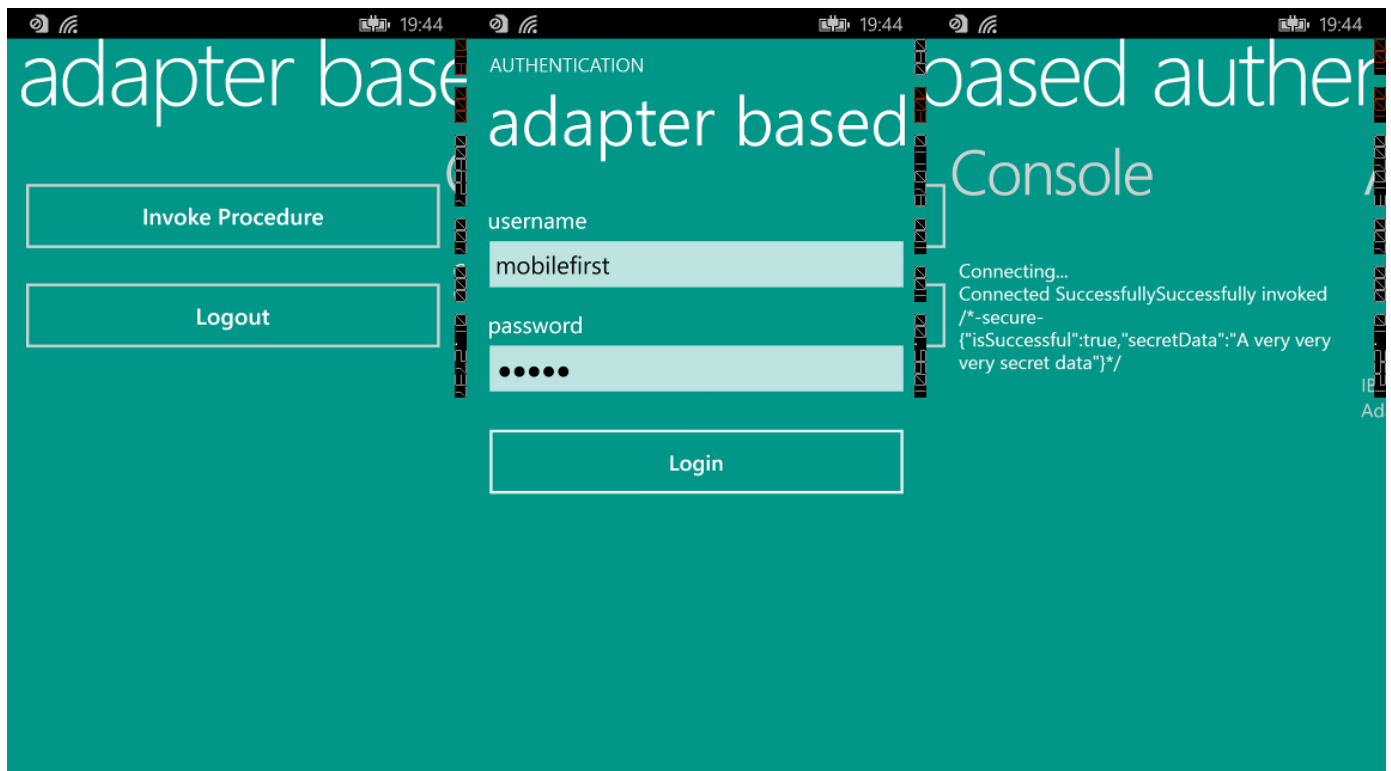 19:44
adapter base
Invoke Procedure
Logout
19:44
AUTHENTICATION
adapter based
username
mobilefirst
password
●●●●●
Login
19:44
based auther
Console
Connecting...
Connected SuccessfullySuccessfully invoked
/*-secure-
{"isSuccessful":true,"secretData":"A very very
very secret data"}*/
Ad